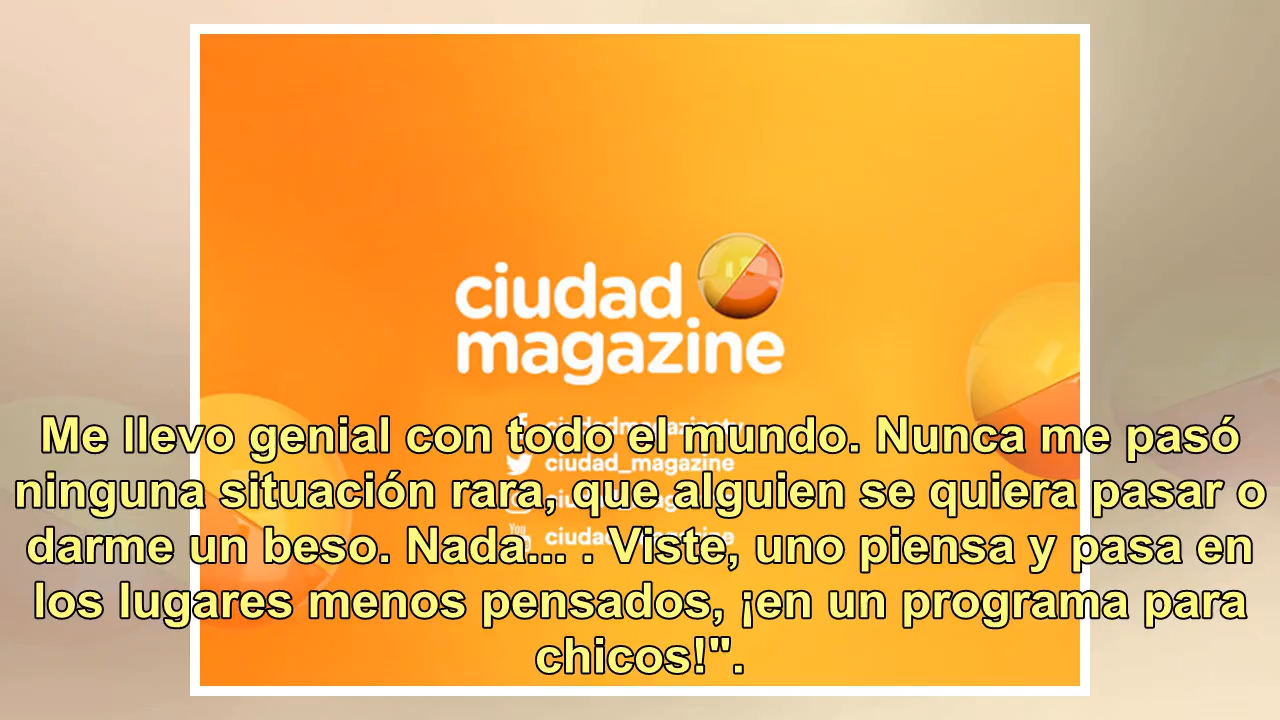 ciudad
magazine
Me llevo genial con todo el mundo. Nunca me pasó
ciudad_magazine
ninguna situación rara, que alguien se quiera pasar o
You
darme un beso. Nada... . Viste, uno piensa y pasa en
los lugares menos pensados, ¡en un programa para
chicos!".